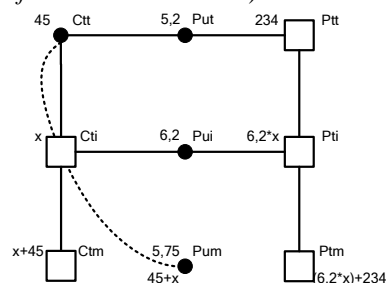 45 Ctt 5,2 Put 234 Ptt
x Cti 6,2 Pui 6,2*x Pti
x+45 Ctm 5,75 Pum Ptm
45+x (6,2*x)+234